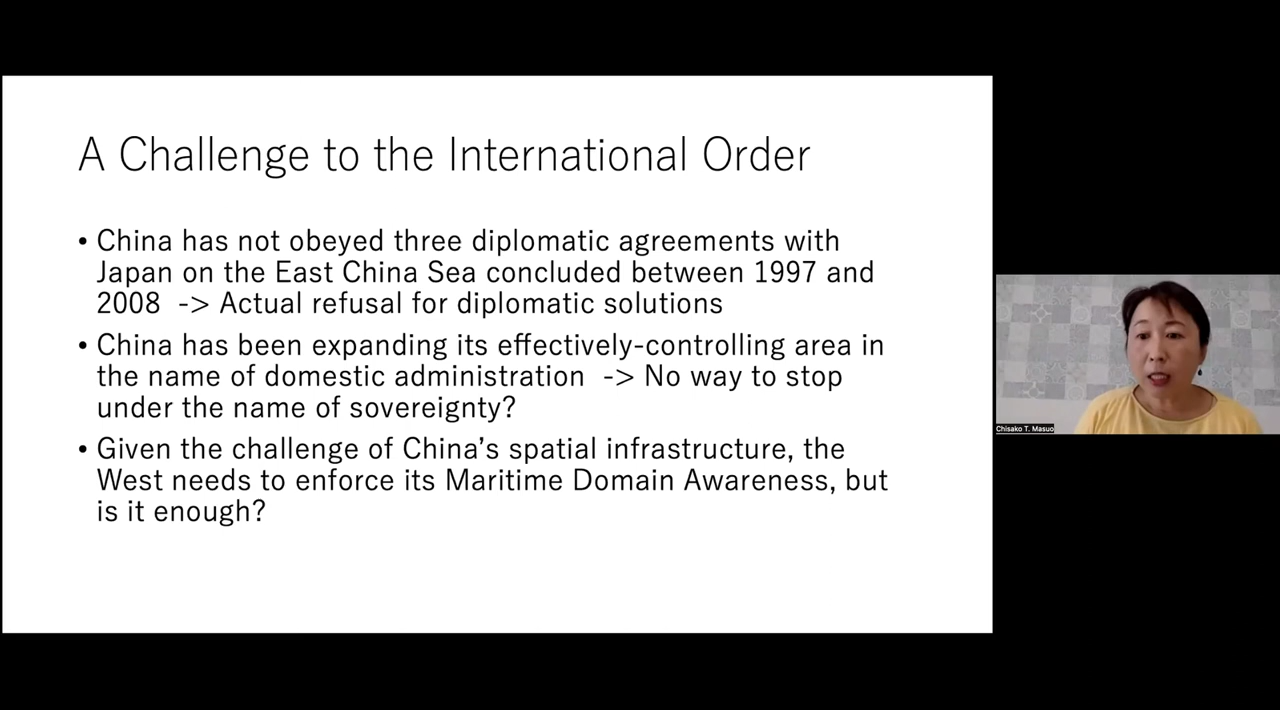 A Challenge to the International Order
• China has not obeyed three diplomatic agreements with
Japan on the East China Sea concluded between 1997 and
2008 -> Actual refusal for diplomatic solutions
• China has been expanding its effectively-controlling area in
the name of domestic administration -> No way to stop
under the name of sovereignty?
• Given the challenge of China’s spatial infrastructure, the
West needs to enforce its Maritime Domain Awareness, but
is it enough?
Chisako T. Masuo